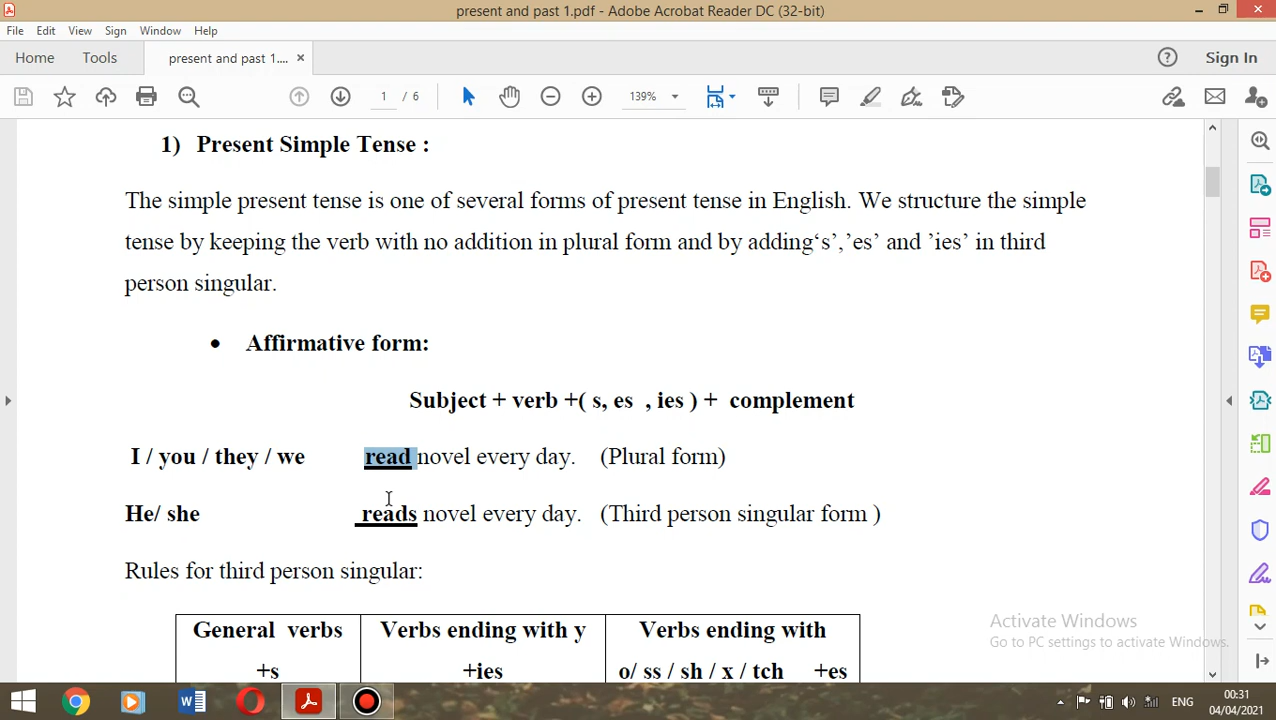 present and past 1.pdf - Adobe Acrobat Reader DC (32-bit)
File Edit View Sign Window Help
Home Tools present and past 1.... × Sign In
1 / 6 139%
1) Present Simple Tense :
The simple present tense is one of several forms of present tense in English. We structure the simple
tense by keeping the verb with no addition in plural form and by adding‘s’,’es’ and ’ies’ in third
person singular.
• Affirmative form:
Subject + verb +( s, es , ies ) + complement
I / you / they / we read novel every day. (Plural form)
He/ she reads novel every day. (Third person singular form )
Rules for third person singular:
General verbs Verbs ending with y Verbs ending with
+s +ies o/ ss / sh / x / tch +es
Activate Windows
Go to PC settings to activate Windows.
ENG 00:31
04/04/2021